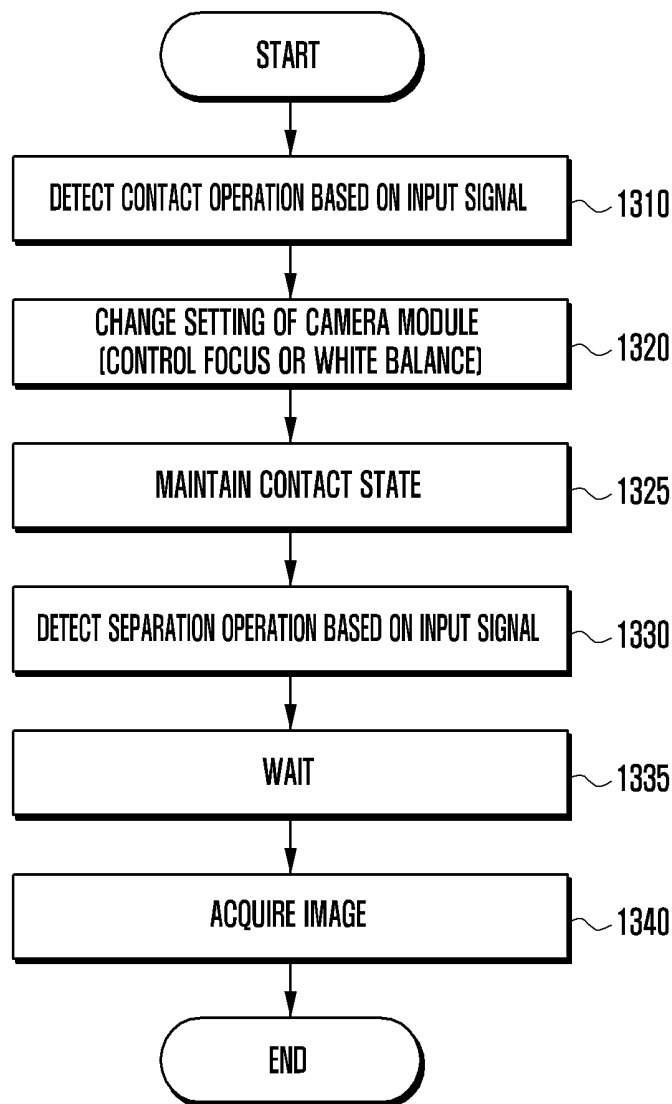 START
DETECT CONTACT OPERATION BASED ON INPUT SIGNAL
1310
CHANGE SETTING OF CAMERA MODULE
(CONTROL FOCUS OR WHITE BALANCE)
1320
MAINTAIN CONTACT STATE
1325
DETECT SEPARATION OPERATION BASED ON INPUT SIGNAL
1330
WAIT
1335
ACQUIRE IMAGE
1340
END